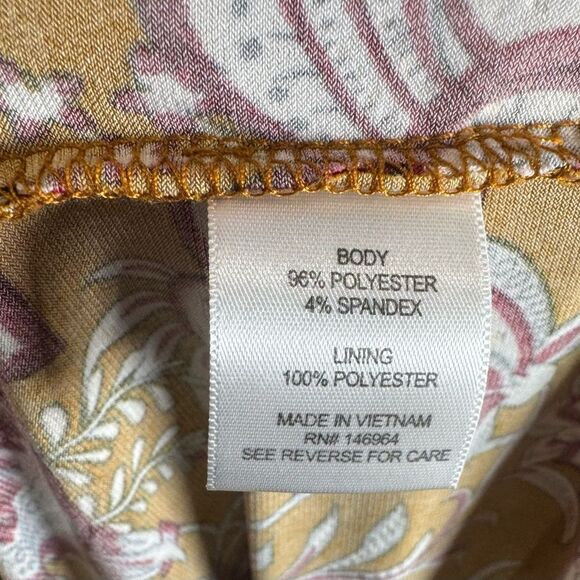 BODY
96% POLYESTER
4% SPANDEX
LINING
100% POLYESTER
MADE IN VIETNAM
RN# 146964
SEE REVERSE FOR CARE